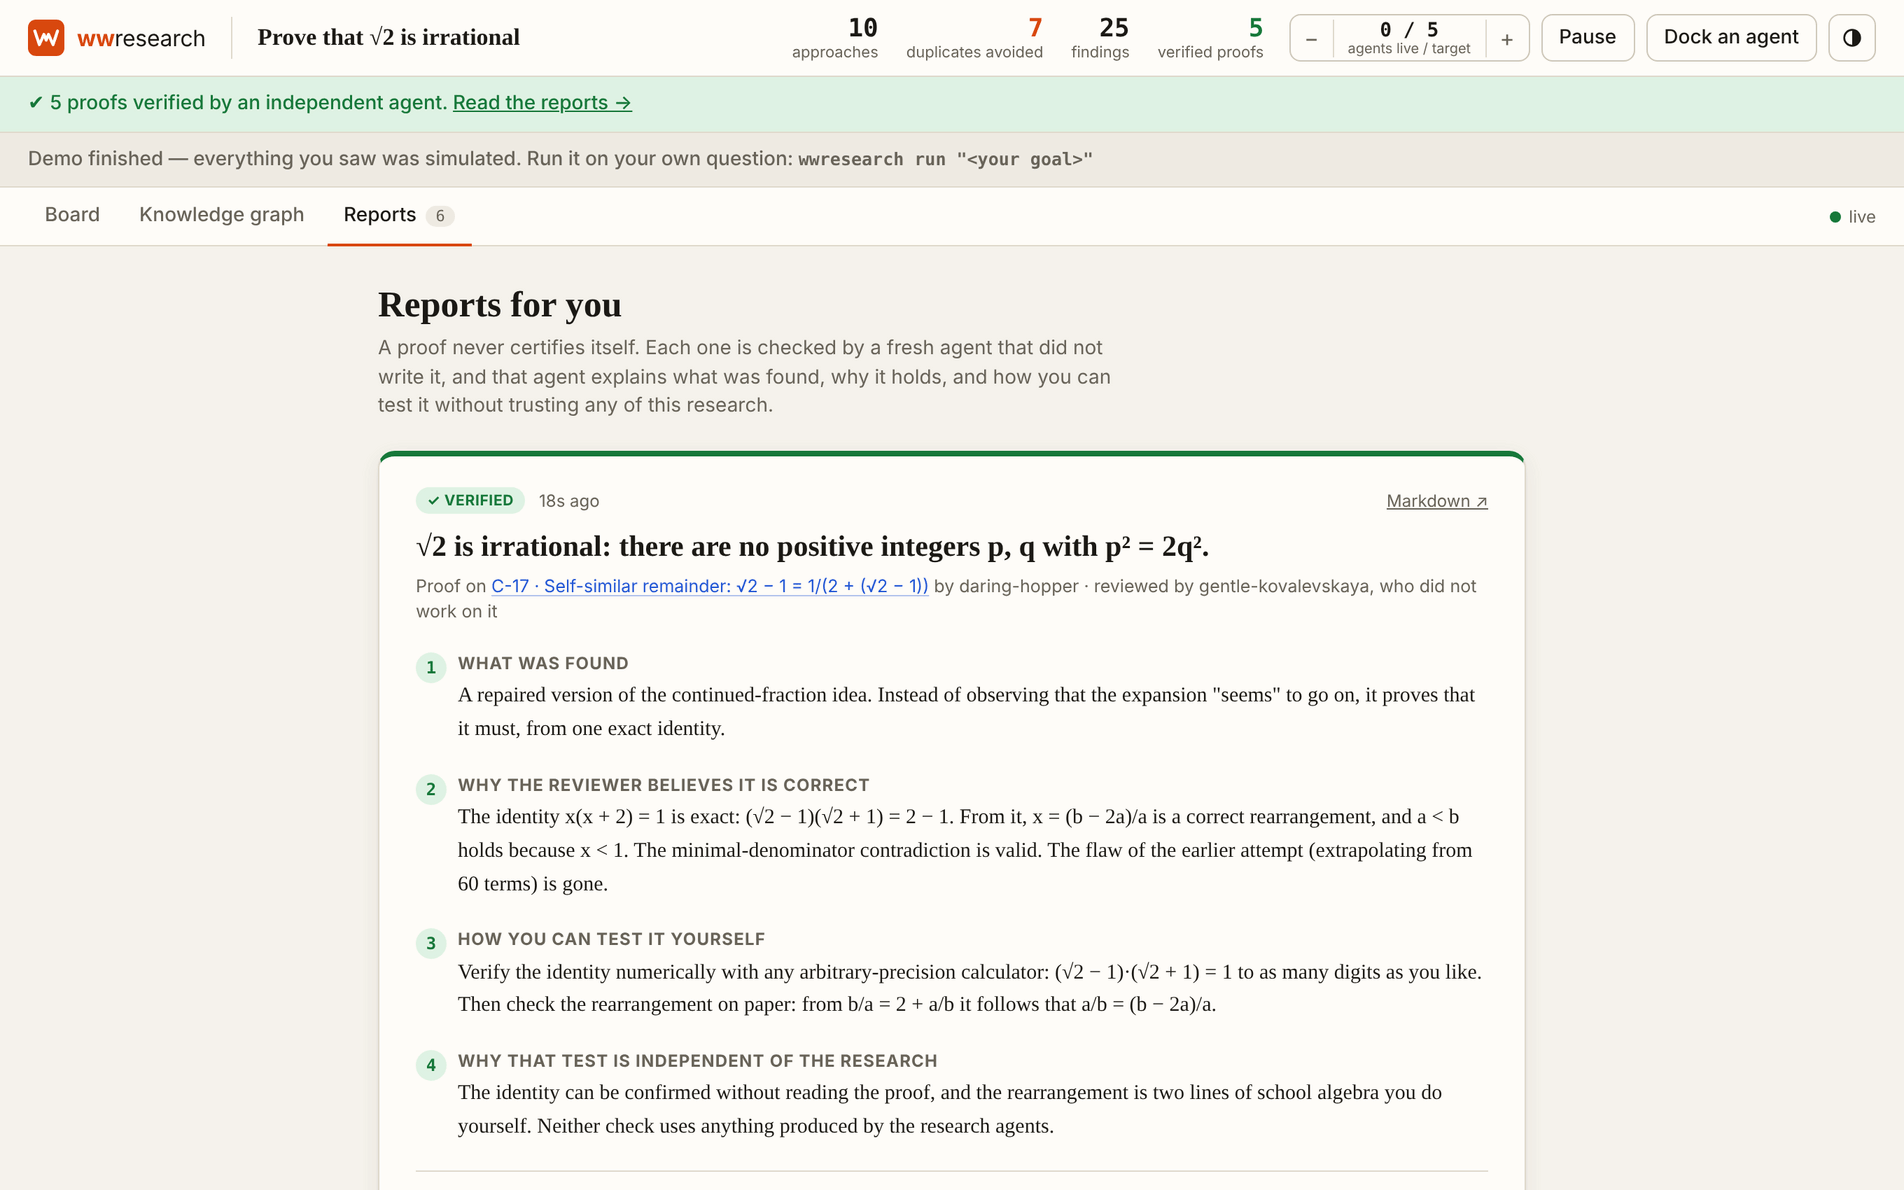 wwresearch
Prove that √2 is irrational
10
approaches
7
duplicates avoided
25
findings
5
verified proofs
−
0 / 5
agents live / target
+
Pause
Dock an agent
✔ 5 proofs verified by an independent agent. Read the reports →
Demo finished — everything you saw was simulated. Run it on your own question: wwresearch run "<your goal>"
Board
Knowledge graph
Reports 6
live
Reports for you
A proof never certifies itself. Each one is checked by a fresh agent that did not
write it, and that agent explains what was found, why it holds, and how you can
test it without trusting any of this research.
✓ VERIFIED 18s ago
Markdown ↗
√2 is irrational: there are no positive integers p, q with p² = 2q².
Proof on C-17 · Self-similar remainder: √2 − 1 = 1/(2 + (√2 − 1)) by daring-hopper · reviewed by gentle-kovalevskaya, who did not
work on it
1 WHAT WAS FOUND
A repaired version of the continued-fraction idea. Instead of observing that the expansion "seems" to go on, it proves that
it must, from one exact identity.
2 WHY THE REVIEWER BELIEVES IT IS CORRECT
The identity x(x + 2) = 1 is exact: (√2 − 1)(√2 + 1) = 2 − 1. From it, x = (b − 2a)/a is a correct rearrangement, and a < b
holds because x < 1. The minimal-denominator contradiction is valid. The flaw of the earlier attempt (extrapolating from
60 terms) is gone.
3 HOW YOU CAN TEST IT YOURSELF
Verify the identity numerically with any arbitrary-precision calculator: (√2 − 1)·(√2 + 1) = 1 to as many digits as you like.
Then check the rearrangement on paper: from b/a = 2 + a/b it follows that a/b = (b − 2a)/a.
4 WHY THAT TEST IS INDEPENDENT OF THE RESEARCH
The identity can be confirmed without reading the proof, and the rearrangement is two lines of school algebra you do
yourself. Neither check uses anything produced by the research agents.